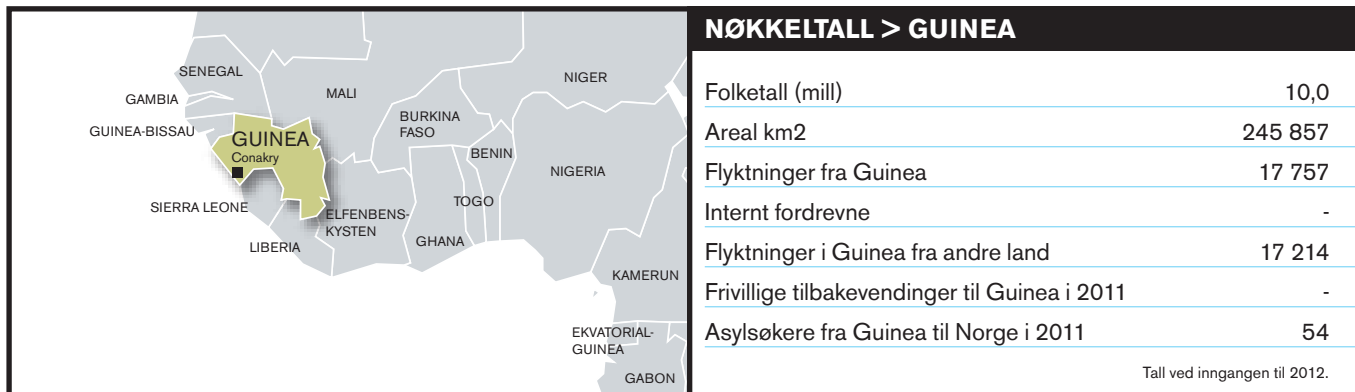 SENEGAL
GAMBIA
GUINEA-BISSAU
GUINEA
Conakry
SIERRA LEONE
LIBERIA
MALI
BURKINA
FASO
NIGER
BENIN
NIGERIA
TOGO
ELFENBENS-
KYSTEN
GHANA
KAMERUN
EKVATORIAL-
GUINEA
GABON
NØKKELTALL > GUINEA
Folketall (mill) 10,0
Areal km2 245 857
Flyktninger fra Guinea 17 757
Internt fordrevne -
Flyktninger i Guinea fra andre land 17 214
Frivillige tilbakevendinger til Guinea i 2011 -
Asylsøkere fra Guinea til Norge i 2011 54
Tall ved inngangen til 2012.